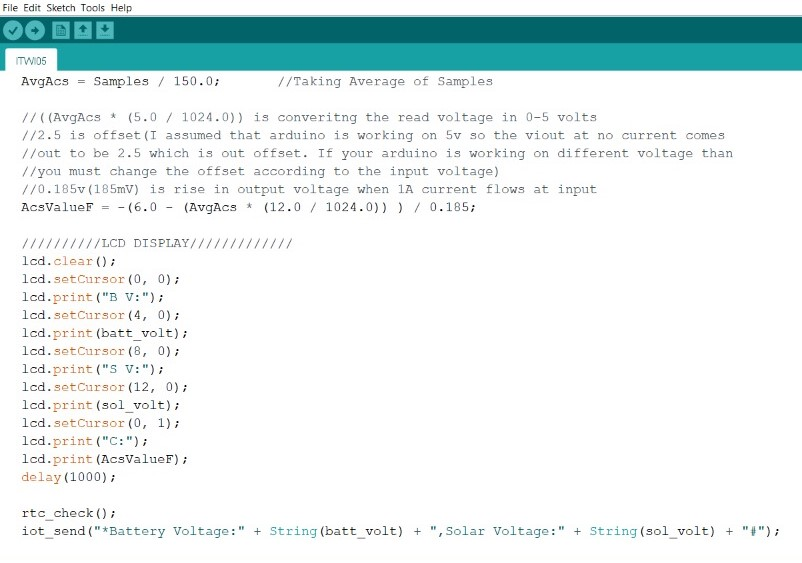 File Edit Sketch Tools Help
ITWI05
AvgAcs = Samples / 150.0;      //Taking Average of Samples
//((AvgAcs * (5.0 / 1024.0)) is converitng the read voltage in 0-5 volts
//2.5 is offset(I assumed that arduino is working on 5v so the viout at no current comes
//out to be 2.5 which is out offset. If your arduino is working on different voltage than
//you must change the offset according to the input voltage)
//0.185v(185mV) is rise in output voltage when 1A current flows at input
AcsValueF = -(6.0 - (AvgAcs * (12.0 / 1024.0)) ) / 0.185;
//////////LCD DISPLAY/////////////
lcd.clear();
lcd.setCursor(0, 0);
lcd.print("B V:");
lcd.setCursor(4, 0);
lcd.print(batt_volt);
lcd.setCursor(8, 0);
lcd.print("S V:");
lcd.setCursor(12, 0);
lcd.print(sol_volt);
lcd.setCursor(0, 1);
lcd.print("C:");
lcd.print(AcsValueF);
delay(1000);
rtc_check();
iot_send("*Battery Voltage:" + String(batt_volt) + ",Solar Voltage:" + String(sol_volt) + "#");